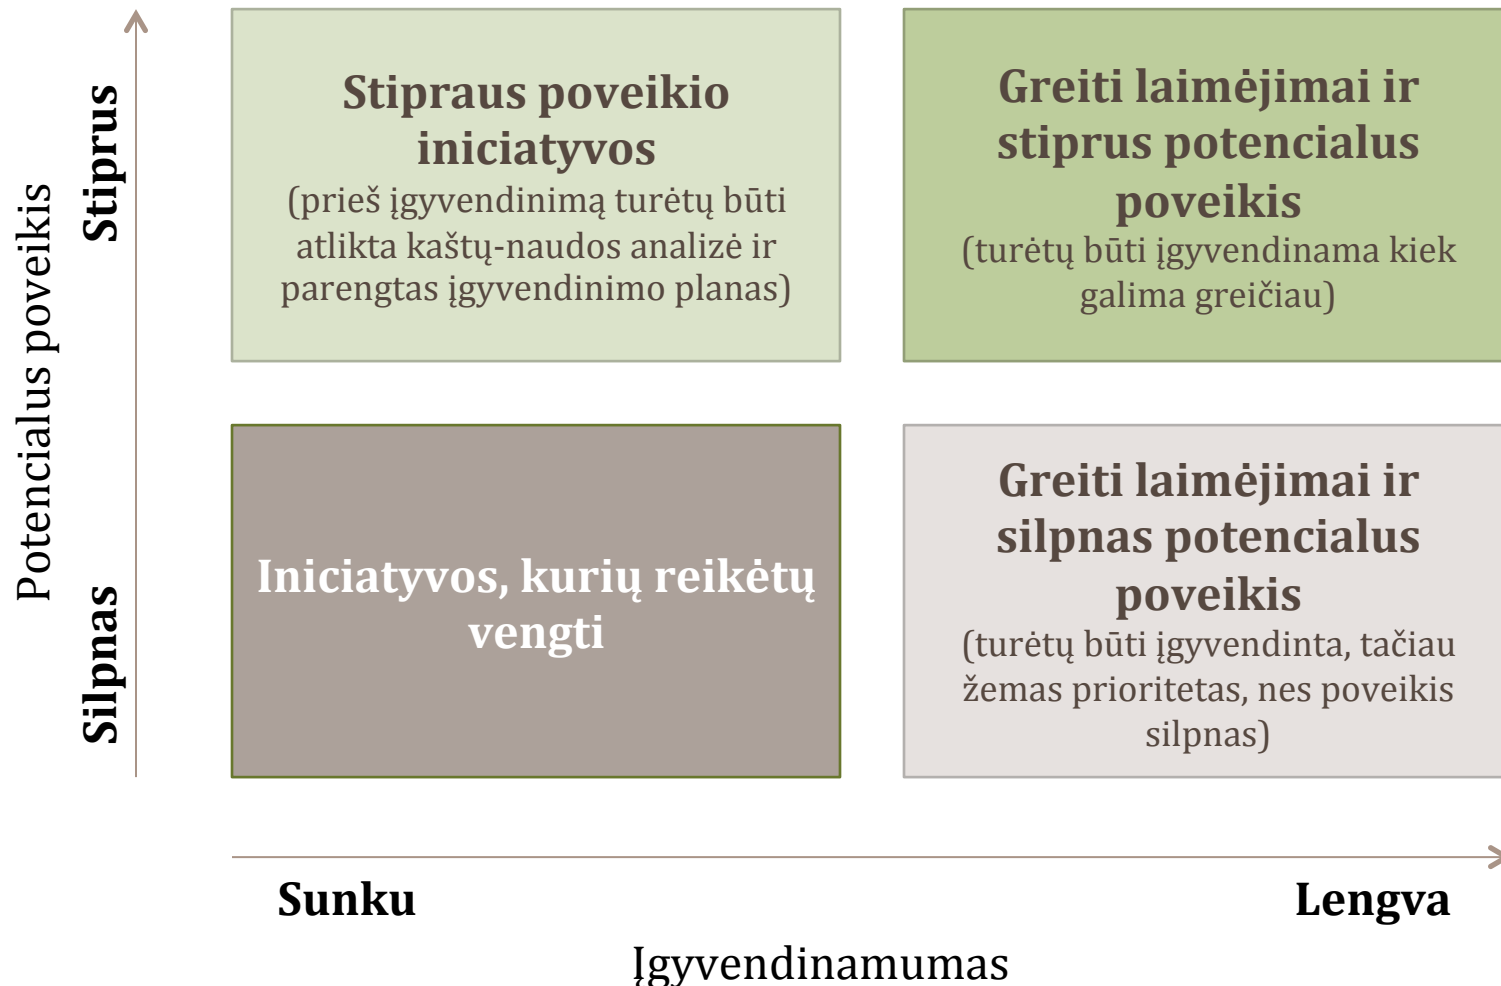 Potencialus poveikis
Stiprus
Silpnas
Stipraus poveikio
iniciatyvos
(prieš įgyvendinimą turėtų būti
atlikta kaštų-naudos analizė ir
parengtas įgyvendinimo planas)
Greiti laimėjimai ir
stiprus potencialus
poveikis
(turėtų būti įgyvendinama kiek
galima greičiau)
Iniciatyvos, kurių reikėtų
vengti
Greiti laimėjimai ir
silpnas potencialus
poveikis
(turėtų būti įgyvendinta, tačiau
žemas prioritetas, nes poveikis
silpnas)
Sunku
Lengva
Įgyvendinamumas